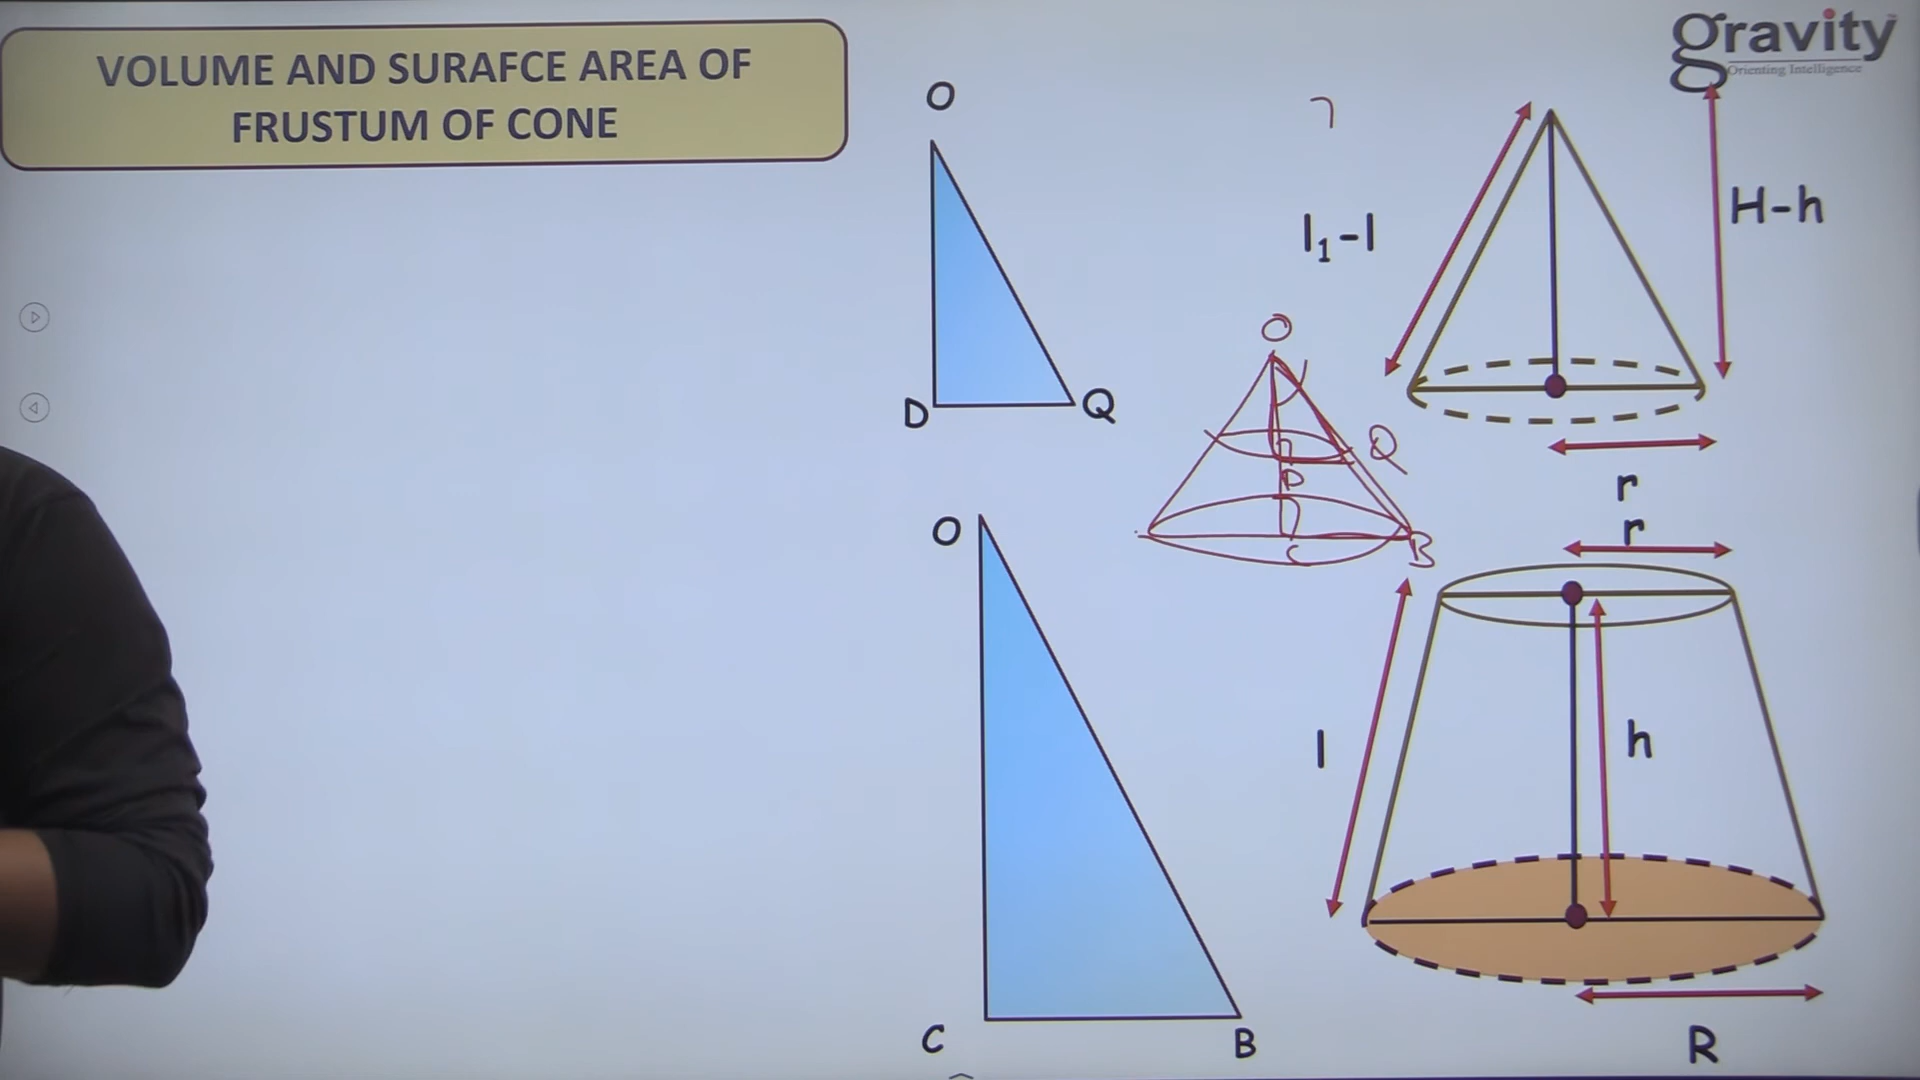 VOLUME AND SURAFCE AREA OF
FRUSTUM OF CONE
gravity
Orienting Intelligence
O
D
Q
l₁-l
H-h
r
O
Q
D
C
B
O
C
B
r
l
h
R